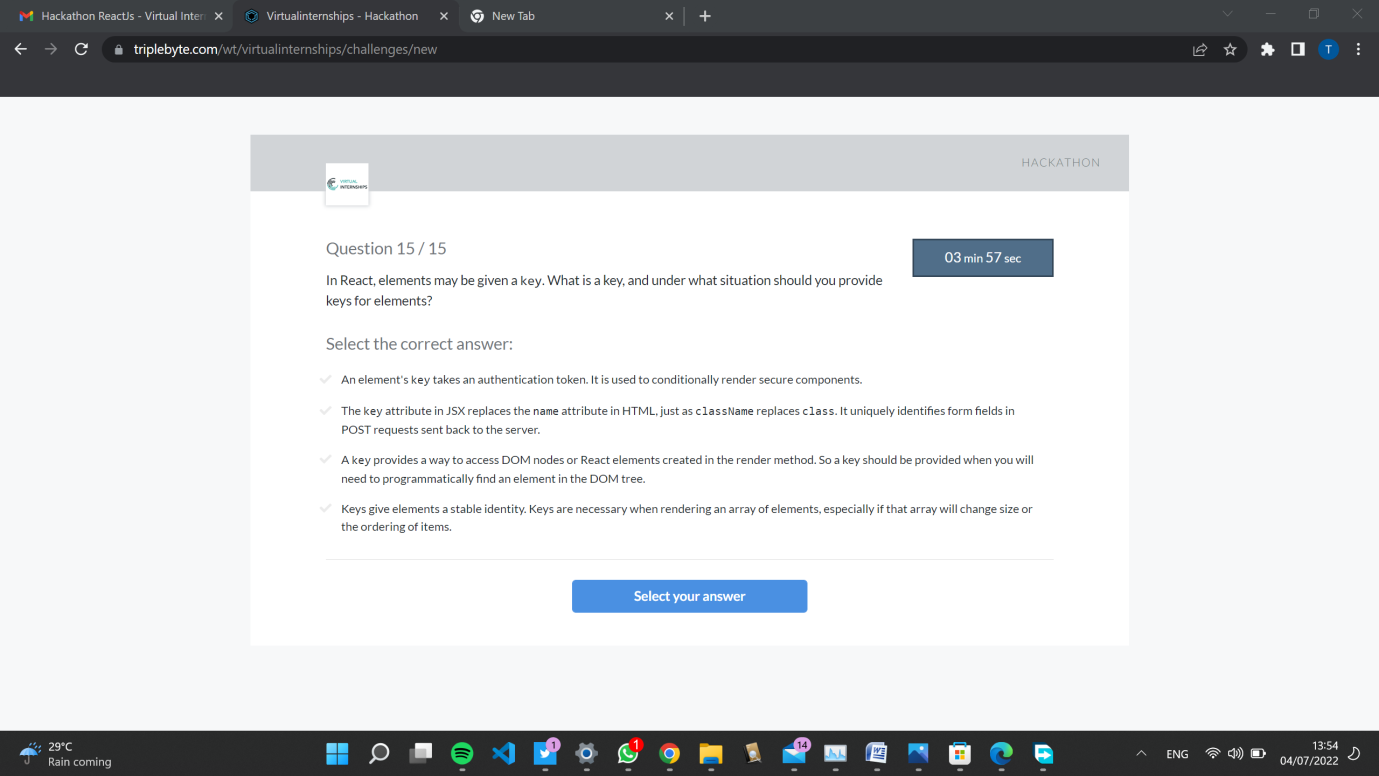 Hackathon ReactJs - Virtual Inter
Virtualinternships - Hackathon
New Tab
triplebyte.com/wt/virtualinternships/challenges/new
T
HACKATHON
VIRTUAL
INTERNSHIPS
Question 15 / 15
03 min 57 sec
In React, elements may be given a key. What is a key, and under what situation should you provide
keys for elements?
Select the correct answer:
An element's key takes an authentication token. It is used to conditionally render secure components.
The key attribute in JSX replaces the name attribute in HTML, just as className replaces class. It uniquely identifies form fields in
POST requests sent back to the server.
A key provides a way to access DOM nodes or React elements created in the render method. So a key should be provided when you will
need to programmatically find an element in the DOM tree.
Keys give elements a stable identity. Keys are necessary when rendering an array of elements, especially if that array will change size or
the ordering of items.
Select your answer
29°C
Rain coming
1
1
14
ENG
13:54
04/07/2022